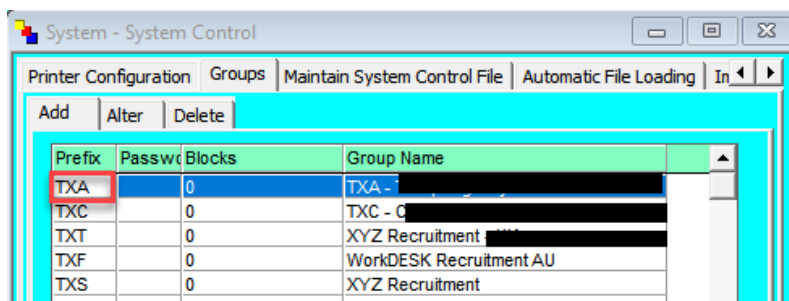 System - System Control
Printer Configuration Groups Maintain System Control File Automatic File Loading
Add Alter Delete
Prefix Blocks Group Name
TXA 0 TXA -
TXC 0 TXC -
TXT 0 XYZ Recruitment
TXF 0 WorkDESK Recruitment AU
TXS 0 XYZ Recruitment